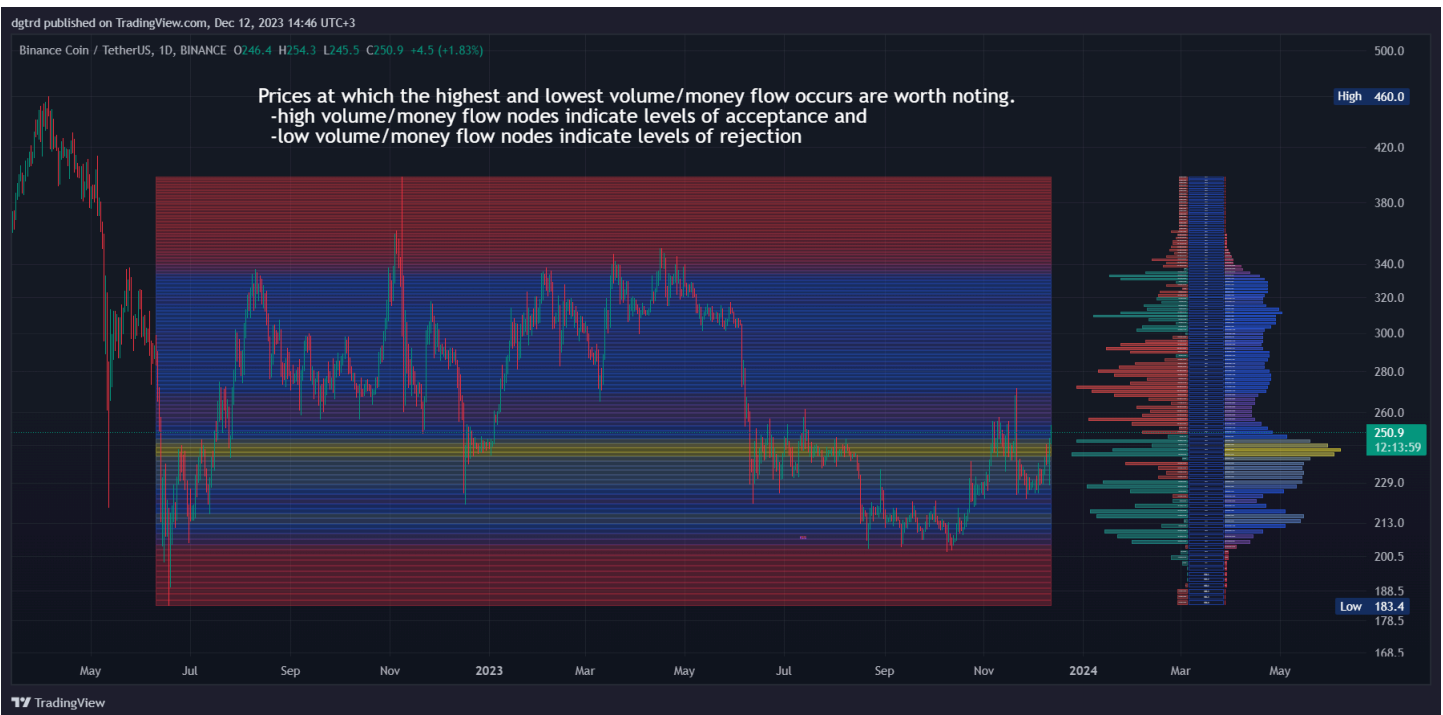 dgtrd published on TradingView.com, Dec 12, 2023 14:46 UTC+3
Binance Coin / TetherUS, 1D, BINANCE O246.4 H254.3 L245.5 C250.9 +4.5 (+1.83%)
Prices at which the highest and lowest volume/money flow occurs are worth noting.
-high volume/money flow nodes indicate levels of acceptance and
-low volume/money flow nodes indicate levels of rejection
500.0
High 460.0
420.0
380.0
340.0
320.0
300.0
280.0
260.0
250.9
12:13:59
229.0
213.0
200.5
188.5
Low 183.4
178.5
168.5
May Jul Sep Nov 2023 Mar May Jul Sep Nov 2024 Mar May
TradingView